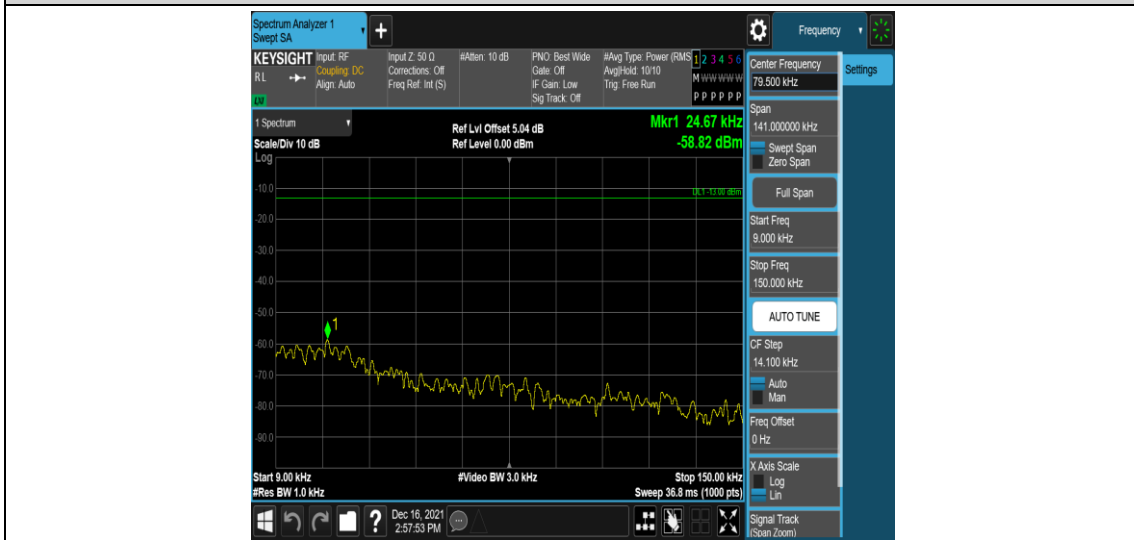 Spectrum Analyzer 1
Swept SA
+
Frequency
KEYSIGHT
RL
Input: RF
Coupling: DC
Align: Auto
Input Z: 50 Ω
Corrections: Off
Freq Ref: Int (S)
#Atten: 10 dB
PNO: Best Wide
Gate: Off
IF Gain: Low
Sig Track: Off
#Avg Type: Power (RMS
Avg|Hold: 10/10
Trig: Free Run
1 2 3 4 5 6
M W W W W W
P P P P P P
1 Spectrum
Scale/Div 10 dB
Ref Lvl Offset 5.04 dB
Ref Level 0.00 dBm
Mkr1 24.67 kHz
-58.82 dBm
Log
DL1 -13.00 dBm
-10.0
-20.0
-30.0
-40.0
-50.0
-60.0
-70.0
-80.0
-90.0
1
Start 9.00 kHz
#Res BW 1.0 kHz
#Video BW 3.0 kHz
Stop 150.00 kHz
Sweep 36.8 ms (1000 pts)
Center Frequency
79.500 kHz
Settings
Span
141.000000 kHz
Swept Span
Zero Span
Full Span
Start Freq
9.000 kHz
Stop Freq
150.000 kHz
AUTO TUNE
CF Step
14.100 kHz
Auto
Man
Freq Offset
0 Hz
X Axis Scale
Log
Lin
Signal Track
(Span Zoom)
?
Dec 16, 2021
2:57:53 PM